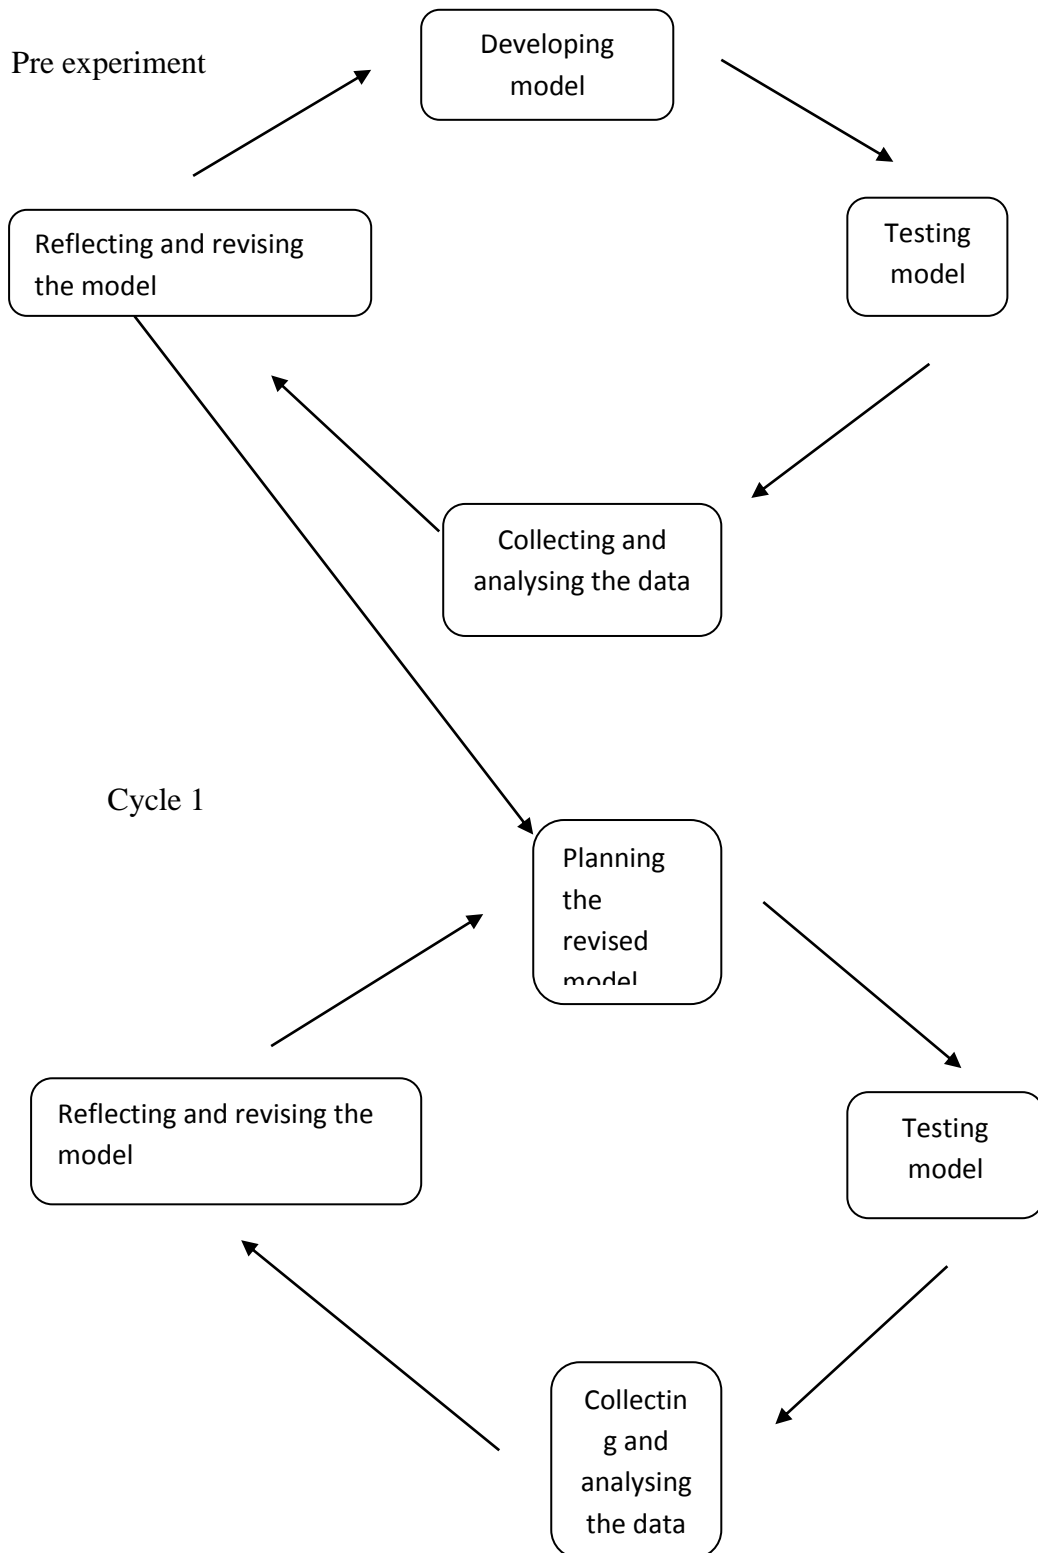 Pre experiment
Developing
model
Reflecting and revising
the model
Testing
model
Collecting and
analysing the data
Cycle 1
Planning
the
revised
model
Reflecting and revising the
model
Testing
model
Collectin
g and
analysing
the data